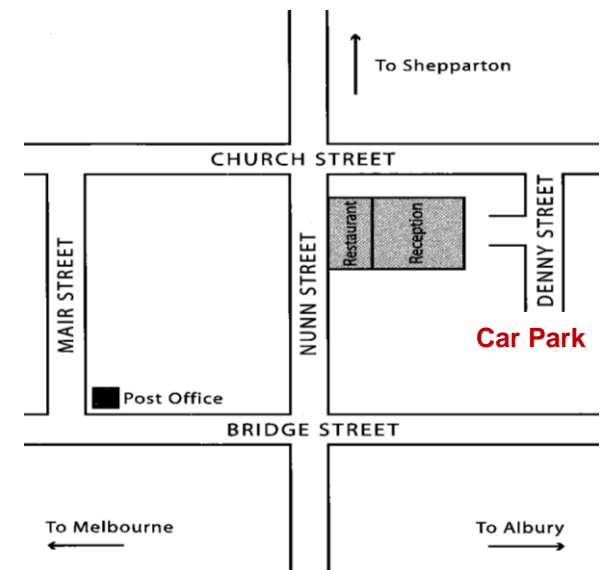 To Shepparton
CHURCH STREET
MAIR STREET
NUNN STREET
Restaurant
Reception
DENNY STREET
Car Park
Post Office
BRIDGE STREET
To Melbourne
To Albury